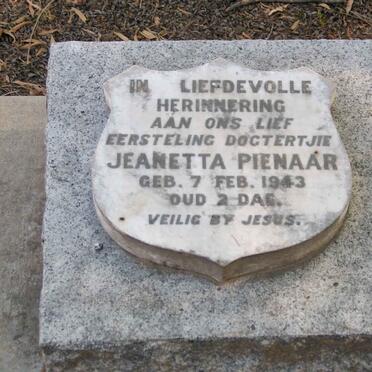 IN LIEFDEVOLLE
HERINNERING
AAN ONS LIEF
EERSTELING DOGTERTJIE
JEANETTA PIENAAR
GEB. 7 FEB. 1943
OUD 2 DAE.
VEILIG BY JESUS.